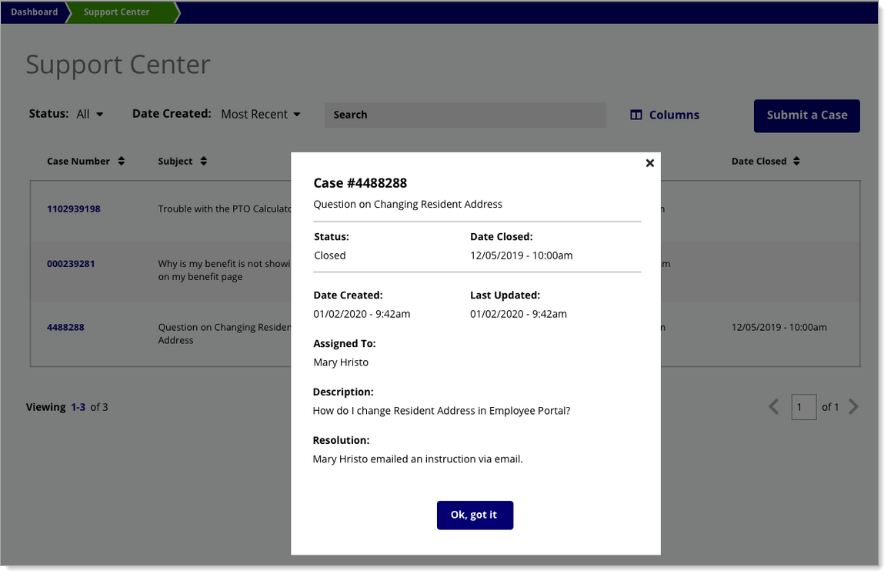 Dashboard
Support Center
Support Center
Status: All
Date Created: Most Recent
Search
Columns
Submit a Case
Case Number
Subject
Date Closed
1102939198
Trouble with the PTO
000239281
Why is my benefit is not
on my benefit page
4488288
Question on Changing
Address
12/05/2019 - 10:00am
Viewing 1-3 of 3
1 of 1
Case #4488288
Question on Changing Resident Address
Status:
Date Closed:
Closed
12/05/2019 - 10:00am
Date Created:
Last Updated:
01/02/2020 - 9:42am
01/02/2020 - 9:42am
Assigned To:
Mary Hristo
Description:
How do I change Resident Address in Employee Portal?
Resolution:
Mary Hristo emailed an instruction via email.
Ok, got it